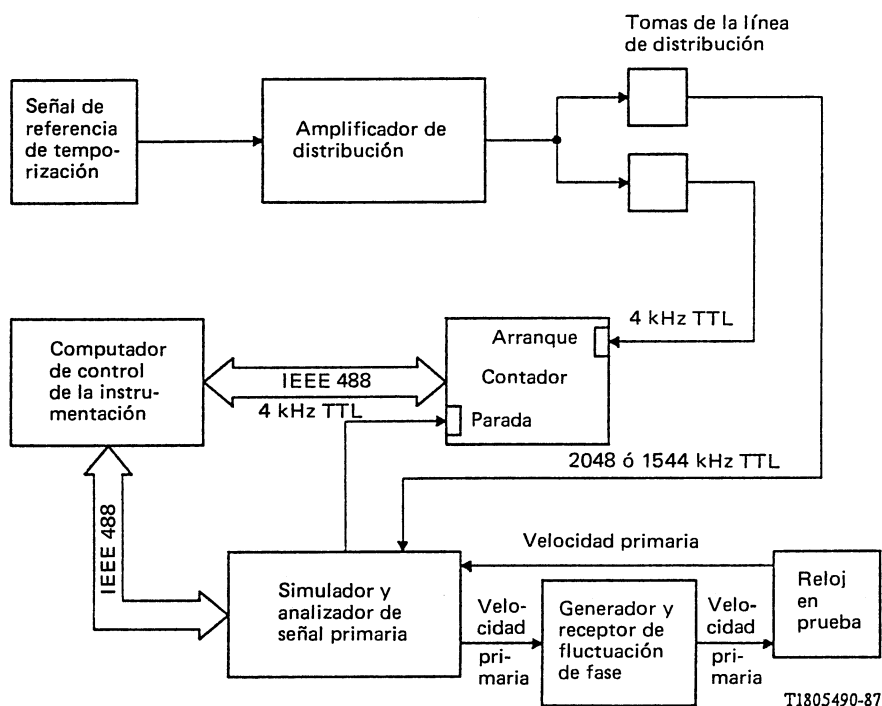 Tomas de la línea
de distribución
Señal de
referencia
de tempo-
rización
Amplificador de
distribución
4 kHz TTL
Arranque
Contador
Parada
Computador
de control
de la instru-
mentación
IEEE 488
4 kHz TTL
2048 ó 1544 kHz TTL
IEEE 488
Velocidad primaria
Simulador y
analizador de
señal primaria
Velo-
cidad
pri-
maria
Generador y
receptor de
fluctuación
de fase
Velo-
cidad
pri-
maria
Reloj
en
prueba
T1805490-87